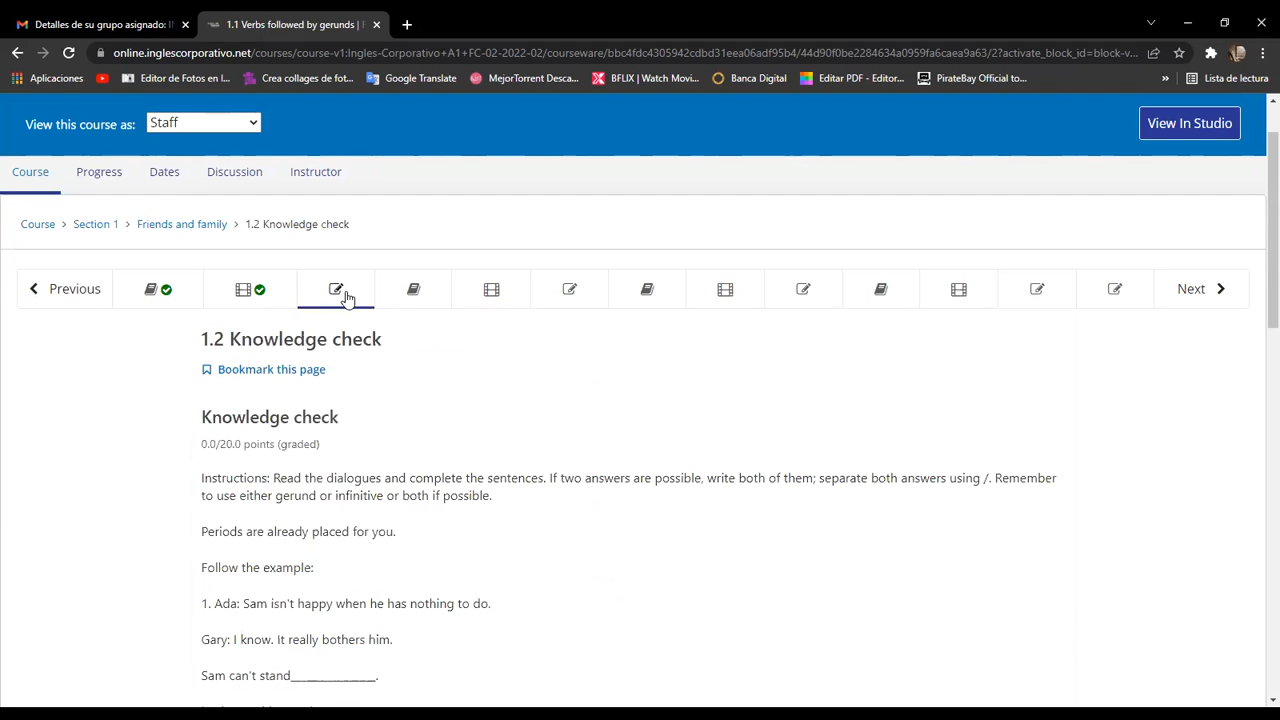 Detalles de su grupo asignado: I
1.1 Verbs followed by gerunds |
online.inglescorporativo.net/courses/course-v1:Ingles-Corporativo+A1+FC-02-2022-02/courseware/bbc4fdc4305942cdbd31eea06adf95b4/44d90f0be2284634a0959fa6caea9a63/2?activate_block_id=block-v...
Aplicaciones
Editor de Fotos en l...
Crea collages de fot...
Google Translate
MejorTorrent Desca...
BFLIX | Watch Movi...
Banca Digital
Editar PDF - Editor...
PirateBay Official to...
»
Lista de lectura
View this course as:
Staff
View In Studio
Course
Progress
Dates
Discussion
Instructor
Course > Section 1 > Friends and family > 1.2 Knowledge check
Previous
Next
1.2 Knowledge check
Bookmark this page
Knowledge check
0.0/20.0 points (graded)
Instructions: Read the dialogues and complete the sentences. If two answers are possible, write both of them; separate both answers using /. Remember
to use either gerund or infinitive or both if possible.
Periods are already placed for you.
Follow the example:
1. Ada: Sam isn't happy when he has nothing to do.
Gary: I know. It really bothers him.
Sam can't stand______________.